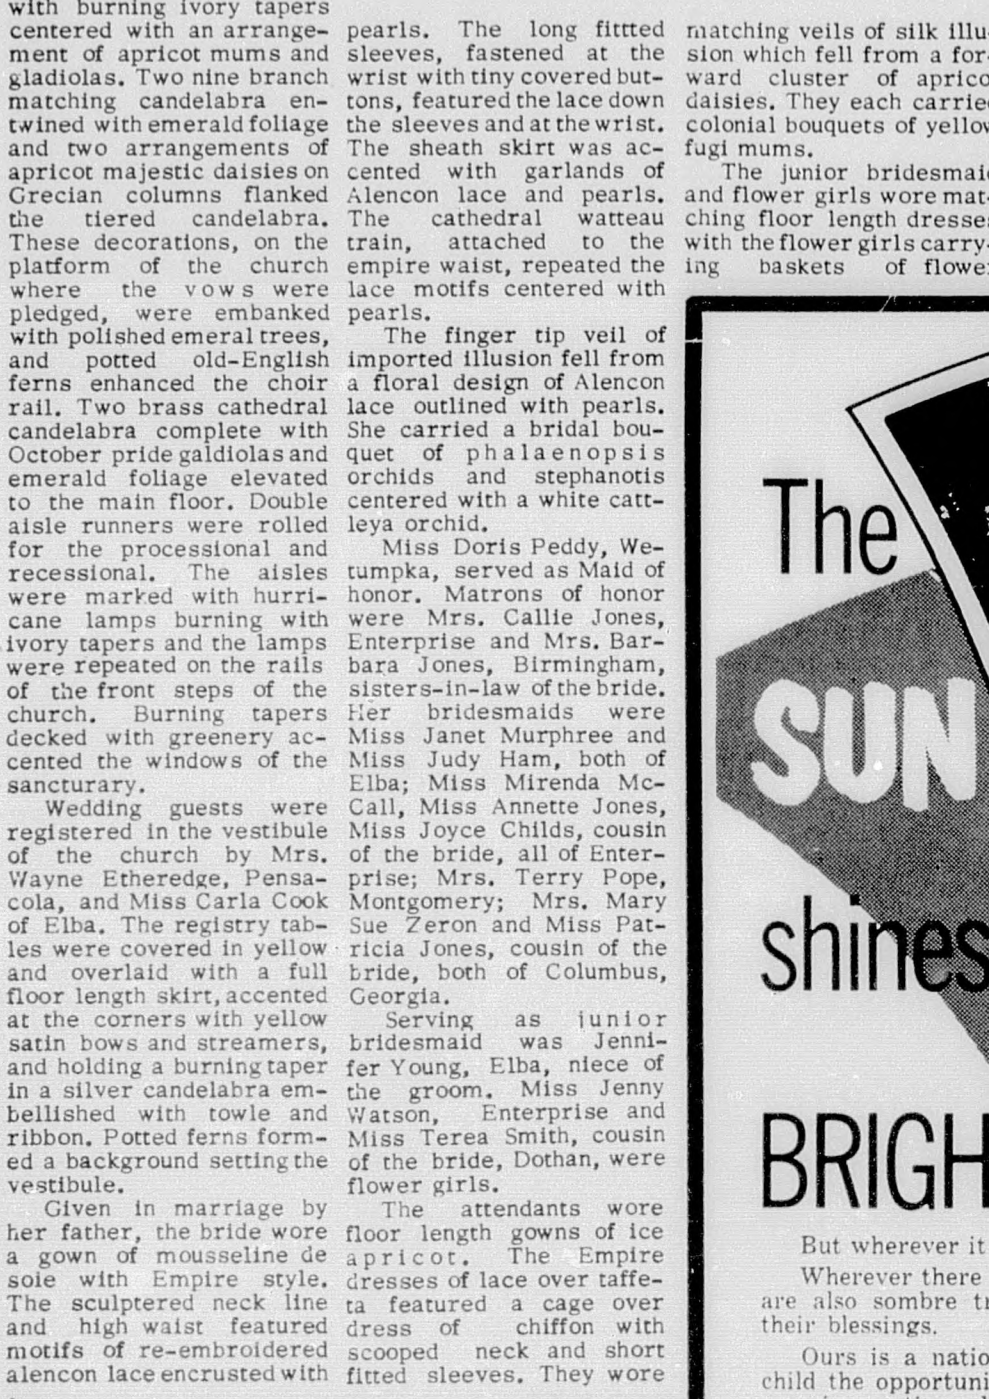 with burning ivory tapers
centered with an arrange-
ment of apricot mums and
gladiolas. Two nine branch
matching candelabra en-
twined with emerald foliage
and two arrangements of
apricot majestic daisies on
Grecian columns flanked
the tiered candelabra.
These decorations, on the
platform of the church
where the vows were
pledged, were embanked
with polished emeral trees,
and potted old-English
ferns enhanced the choir
rail. Two brass cathedral
candelabra complete with
October pride galdiolas and
emerald foliage elevated
to the main floor. Double
aisle runners were rolled
for the processional and
recessional. The aisles
were marked with hurri-
cane lamps burning with
ivory tapers and the lamps
were repeated on the rails
of the front steps of the
church. Burning tapers
decked with greenery ac-
cented the windows of the
sancturary.
Wedding guests were
registered in the vestibule
of the church by Mrs.
Wayne Etheredge, Pensa-
cola, and Miss Carla Cook
of Elba. The registry tab-
les were covered in yellow
and overlaid with a full
floor length skirt, accented
at the corners with yellow
satin bows and streamers,
and holding a burning taper
in a silver candelabra em-
bellished with towle and
ribbon. Potted ferns form-
ed a background setting the
vestibule.
Given in marriage by
her father, the bride wore
a gown of mousseline de
soie with Empire style.
The sculptered neck line
and high waist featured
motifs of re-embroidered
alencon lace encrusted with
pearls. The long fittted
sleeves, fastened at the
wrist with tiny covered but-
tons, featured the lace down
the sleeves and at the wrist.
The sheath skirt was ac-
cented with garlands of
Alencon lace and pearls.
The cathedral watteau
train, attached to the
empire waist, repeated the
lace motifs centered with
pearls.
The finger tip veil of
imported illusion fell from
a floral design of Alencon
lace outlined with pearls.
She carried a bridal bou-
quet of phalaenopsis
orchids and stephanotis
centered with a white catt-
leya orchid.
Miss Doris Peddy, We-
tumpka, served as Maid of
honor. Matrons of honor
were Mrs. Callie Jones,
Enterprise and Mrs. Bar-
bara Jones, Birmingham,
sisters-in-law of the bride.
Her bridesmaids were
Miss Janet Murphree and
Miss Judy Ham, both of
Elba; Miss Mirenda Mc-
Call, Miss Annette Jones,
Miss Joyce Childs, cousin
of the bride, all of Enter-
prise; Mrs. Terry Pope,
Montgomery; Mrs. Mary
Sue Zeron and Miss Pat-
ricia Jones, cousin of the
bride, both of Columbus,
Georgia.
Serving as junior
bridesmaid was Jenni-
fer Young, Elba, niece of
the groom. Miss Jenny
Watson, Enterprise and
Miss Terea Smith, cousin
of the bride, Dothan, were
flower girls.
The attendants wore
floor length gowns of ice
apricot. The Empire
dresses of lace over taffe-
ta featured a cage over
dress of chiffon with
scooped neck and short
fitted sleeves. They wore
matching veils of silk illu-
sion which fell from a for-
ward cluster of aprico
daisies. They each carrie
colonial bouquets of yellow
fugi mums.
The junior bridesmaid
and flower girls wore mat-
ching floor length dresse
with the flower girls carry-
ing baskets of flower
The
SUN
shines
BRIGH
But wherever it
Wherever there
are also sombre tr
their blessings.
Ours is a natio
child the opportuni